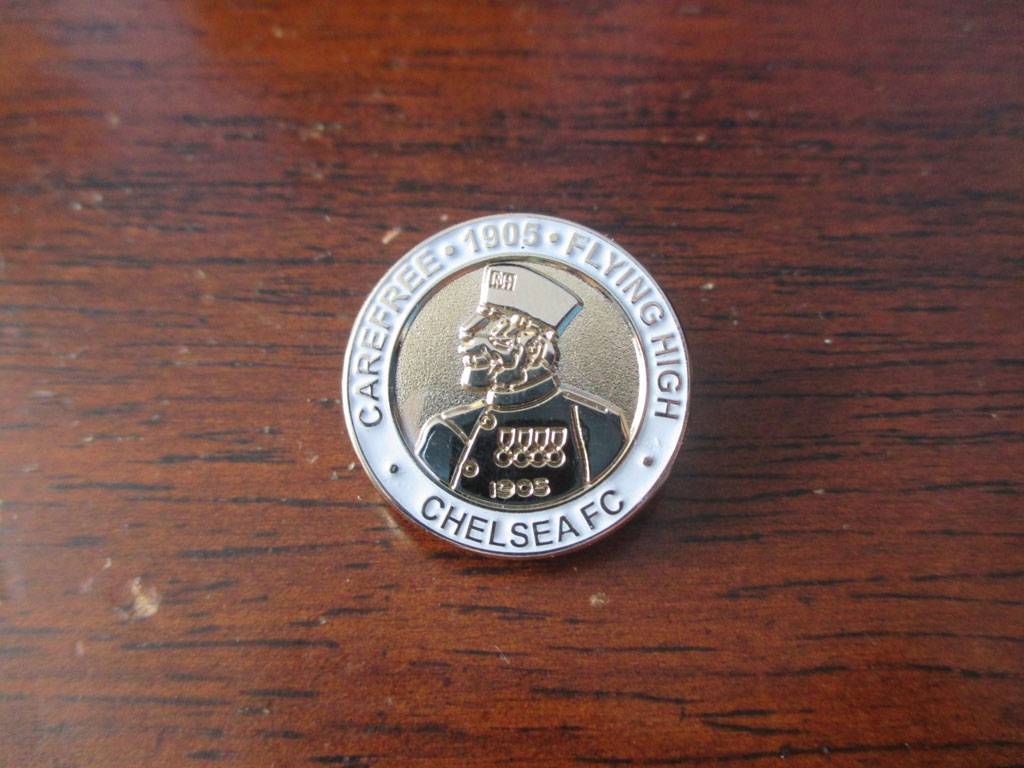 CAREFREE • 1905 • FLYING HIGH
• CHELSEA FC •
1905